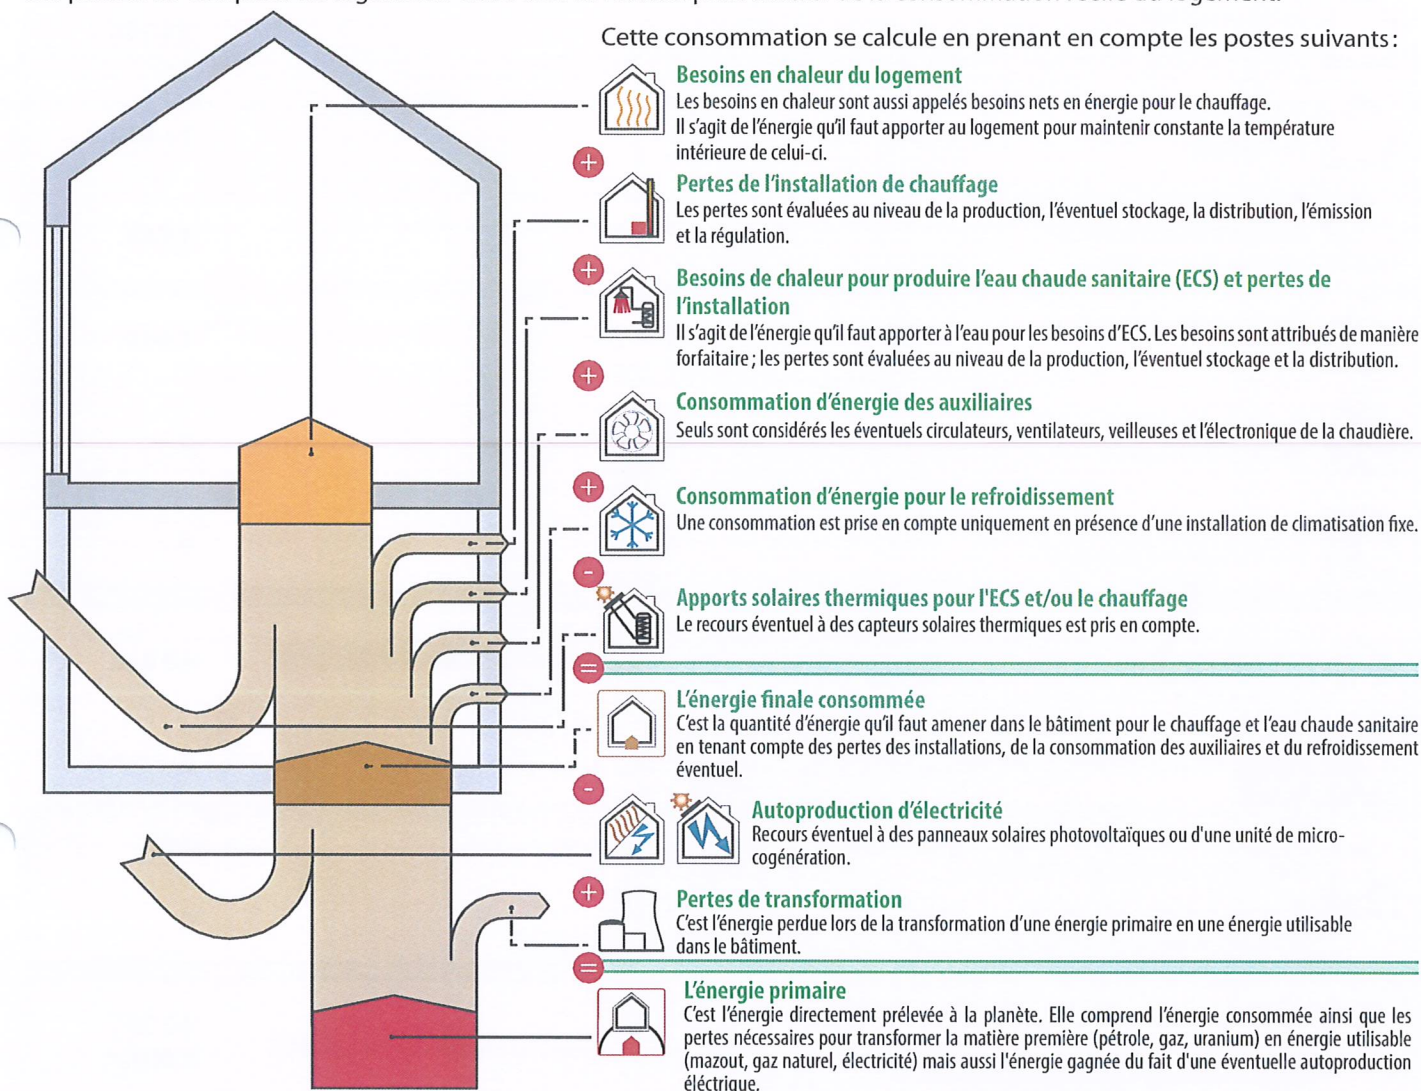 Cette consommation se calcule en prenant en compte les postes suivants :
Besoins en chaleur du logement
Les besoins en chaleur sont aussi appelés besoins nets en énergie pour le chauffage.
Il s'agit de l'énergie qu'il faut apporter au logement pour maintenir constante la température
intérieure de celui-ci.
+
Pertes de l'installation de chauffage
Les pertes sont évaluées au niveau de la production, l'éventuel stockage, la distribution, l'émission
et la régulation.
+
Besoins de chaleur pour produire l'eau chaude sanitaire (ECS) et pertes de
l'installation
Il s'agit de l'énergie qu'il faut apporter à l'eau pour les besoins d'ECS. Les besoins sont attribués de manière
forfaitaire ; les pertes sont évaluées au niveau de la production, l'éventuel stockage et la distribution.
+
Consommation d'énergie des auxiliaires
Seuls sont considérés les éventuels circulateurs, ventilateurs, veilleuses et l'électronique de la chaudière.
+
Consommation d'énergie pour le refroidissement
Une consommation est prise en compte uniquement en présence d'une installation de climatisation fixe.
-
Apports solaires thermiques pour l'ECS et/ou le chauffage
Le recours éventuel à des capteurs solaires thermiques est pris en compte.
=
L'énergie finale consommée
C'est la quantité d'énergie qu'il faut amener dans le bâtiment pour le chauffage et l'eau chaude sanitaire
en tenant compte des pertes des installations, de la consommation des auxiliaires et du refroidissement
éventuel.
-
Autoproduction d'électricité
Recours éventuel à des panneaux solaires photovoltaïques ou d'une unité de micro-
cogénération.
+
Pertes de transformation
C'est l'énergie perdue lors de la transformation d'une énergie primaire en une énergie utilisable
dans le bâtiment.
=
L'énergie primaire
C'est l'énergie directement prélevée à la planète. Elle comprend l'énergie consommée ainsi que les
pertes nécessaires pour transformer la matière première (pétrole, gaz, uranium) en énergie utilisable
(mazout, gaz naturel, électricité) mais aussi l'énergie gagnée du fait d'une éventuelle autoproduction
éléctrique.